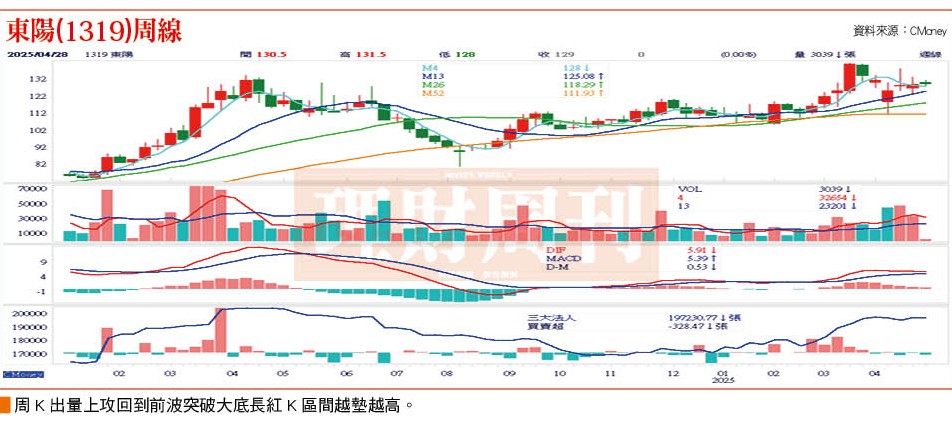 東陽(1319)周線
資料來源：CMoney
2025/04/28 1319 東陽 開 130.5 高 131.5 低 128 收 129 0 (0.00%) 量 3039↓張 週線
M4 128↓
M13 125.08↑
M26 118.29↑
M52 111.93↑
132
122
112
102
92
82
理財周刊
VOL 3039↓
4 32654↓
13 23201↓
70000
50000
30000
10000
DIF 5.91↓
MACD 5.39↑
D-M 0.53↓
9
4
-1
三大法人 197230.77↓張
買賣超 -328.47↓張
200000
190000
180000
170000
CMoney 02 03 04 05 06 07 08 09 10 11 12 01 02 03 04
2025
周K出量上攻回到前波突破大底長紅K區間越墊越高。